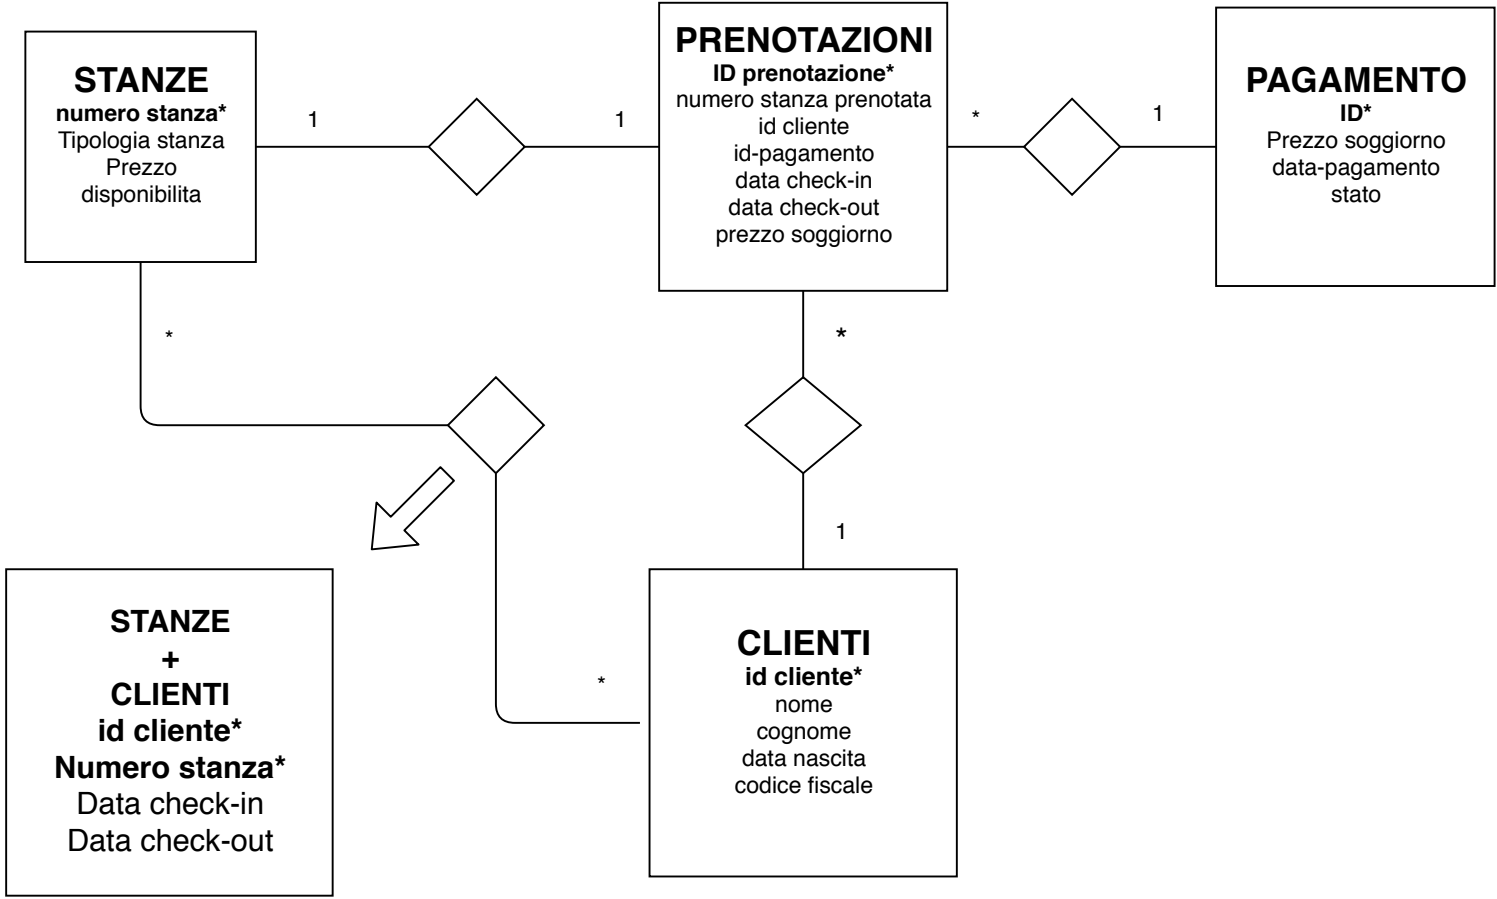 STANZE
numero stanza*
Tipologia stanza
Prezzo
disponibilita
1
1
PRENOTAZIONI
ID prenotazione*
numero stanza prenotata
id cliente
id-pagamento
data check-in
data check-out
prezzo soggiorno
*
1
PAGAMENTO
ID*
Prezzo soggiorno
data-pagamento
stato
*
*
1
*
STANZE
+
CLIENTI
id cliente*
Numero stanza*
Data check-in
Data check-out
CLIENTI
id cliente*
nome
cognome
data nascita
codice fiscale